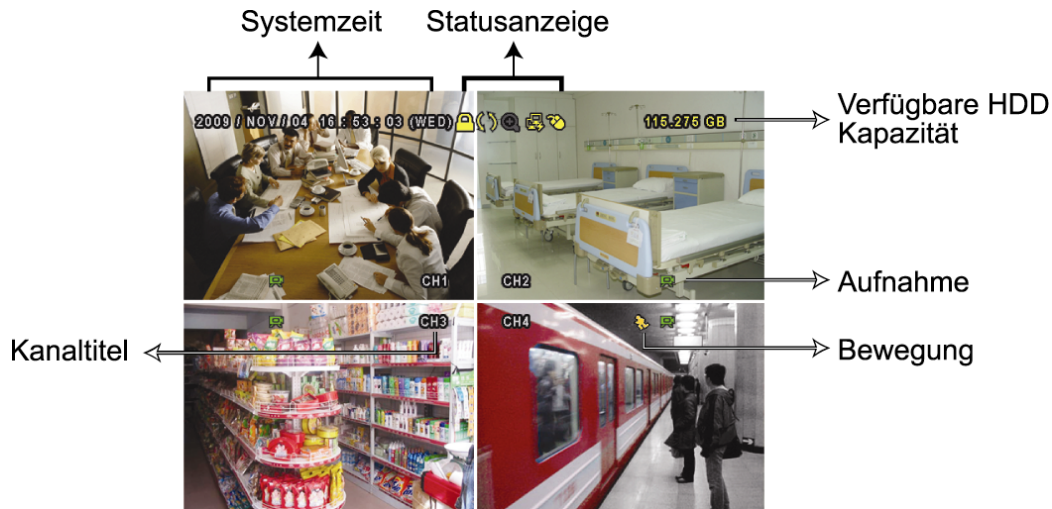 Systemzeit
Statusanzeige
2009 / NOV / 04 16 : 53 : 03 (WED)
115.275 GB
Verfügbare HDD
Kapazität
CH1
CH2
Aufnahme
CH3
CH4
Kanaltitel
Bewegung